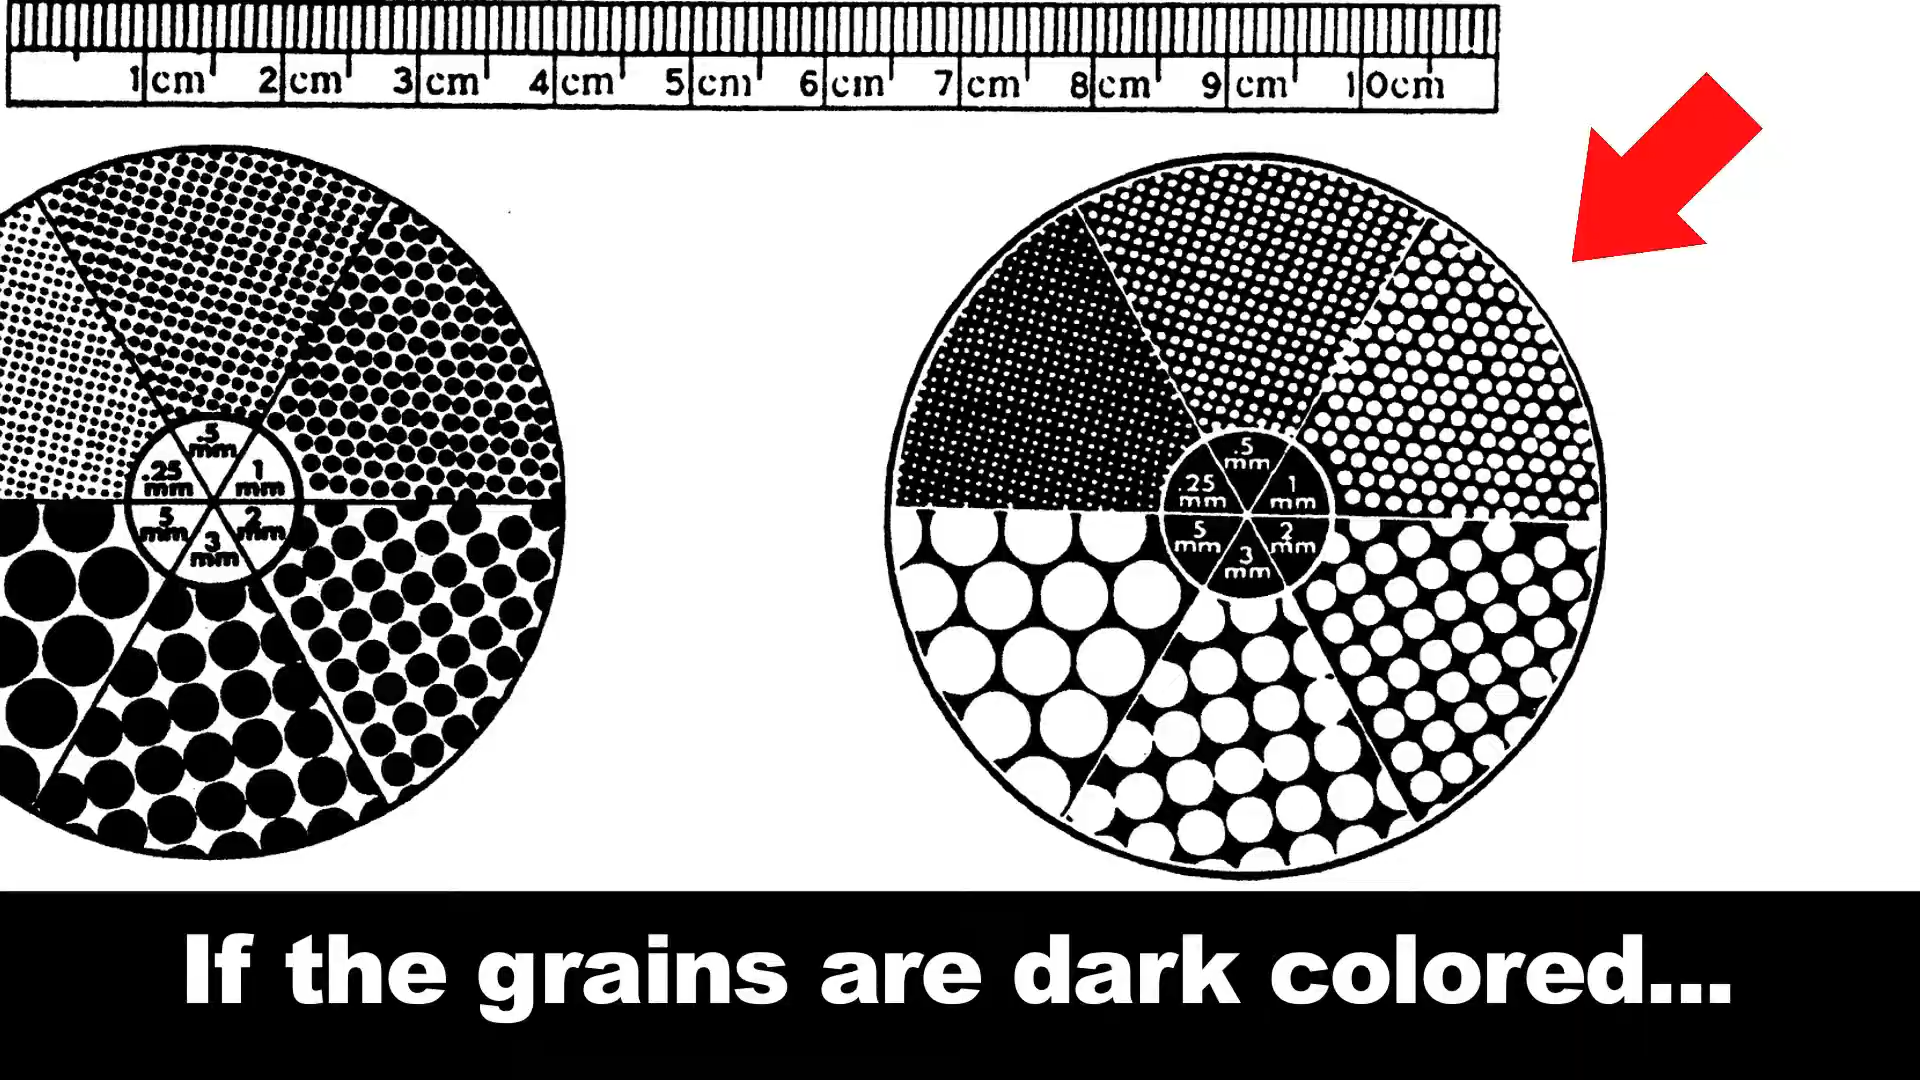 1cm 2cm 3cm 4cm 5cm 6cm 7cm 8cm 9cm 10cm
.5 mm
.25 mm
1 mm
5 mm
2 mm
3 mm
.5 mm
.25 mm
1 mm
5 mm
2 mm
3 mm
If the grains are dark colored...